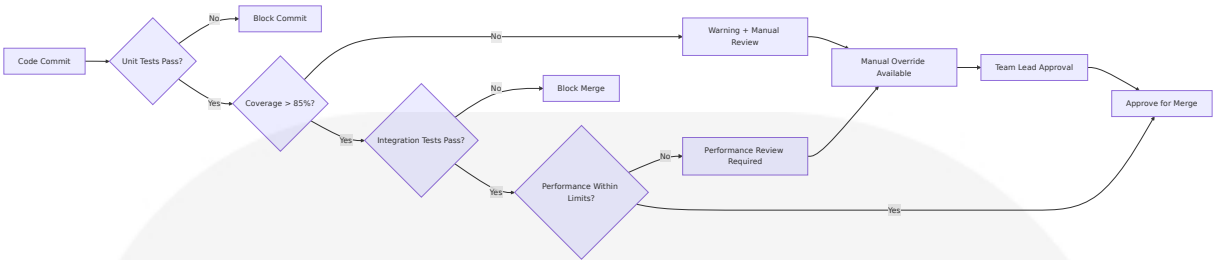 Code Commit
Unit Tests Pass?
No
Block Commit
Yes
Coverage > 85%?
No
Warning + Manual
Review
Yes
Integration Tests Pass?
No
Block Merge
Yes
Performance Within
Limits?
No
Performance Review
Required
Yes
Manual Override
Available
Team Lead Approval
Approve for Merge